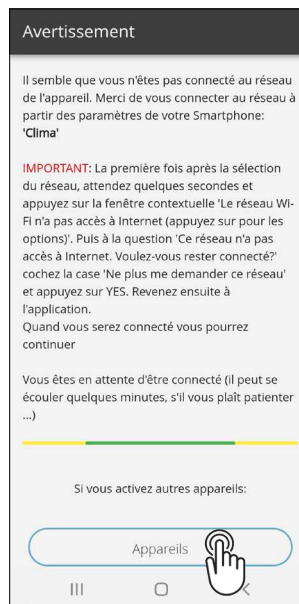 Avertissement
Il semble que vous n'êtes pas connecté au réseau
de l'appareil. Merci de vous connecter au réseau à
partir des paramètres de votre Smartphone:
'Clima'
IMPORTANT: La première fois après la sélection
du réseau, attendez quelques secondes et
appuyez sur la fenêtre contextuelle 'Le réseau Wi-
Fi n'a pas accès à Internet (appuyez sur pour les
options)'. Puis à la question 'Ce réseau n'a pas
accès à Internet. Voulez-vous rester connecté?'
cochez la case 'Ne plus me demander ce réseau'
et appuyez sur YES. Revenez ensuite à
l'application.
Quand vous serez connecté vous pourrez
continuer
Vous êtes en attente d'être connecté (il peut se
écouler quelques minutes, s'il vous plaît patienter
...)
Si vous activez autres appareils:
Appareils